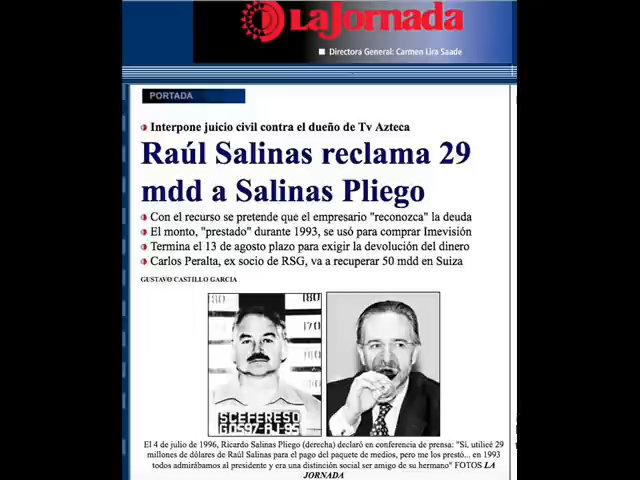 La Jornada
Directora General: Carmen Lira Saade
PORTADA
Interpone juicio civil contra el dueño de Tv Azteca
Raúl Salinas reclama 29
mdd a Salinas Pliego
Con el recurso se pretende que el empresario "reconozca" la deuda
El monto, "prestado" durante 1993, se usó para comprar Imevisión
Termina el 13 de agosto plazo para exigir la devolución del dinero
Carlos Peralta, ex socio de RSG, va a recuperar 50 mdd en Suiza
GUSTAVO CASTILLO GARCIA
180 180
170
SCEFERESO
El 4 de julio de 1996, Ricardo Salinas Pliego (derecha) declaró en conferencia de prensa: "Sí, utilicé 29
millones de dólares de Raúl Salinas para el pago del paquete de medios, pero me los prestó... en 1993
todos admirábamos al presidente y era una distinción social ser amigo de su hermano" FOTOS LA
JORNADA